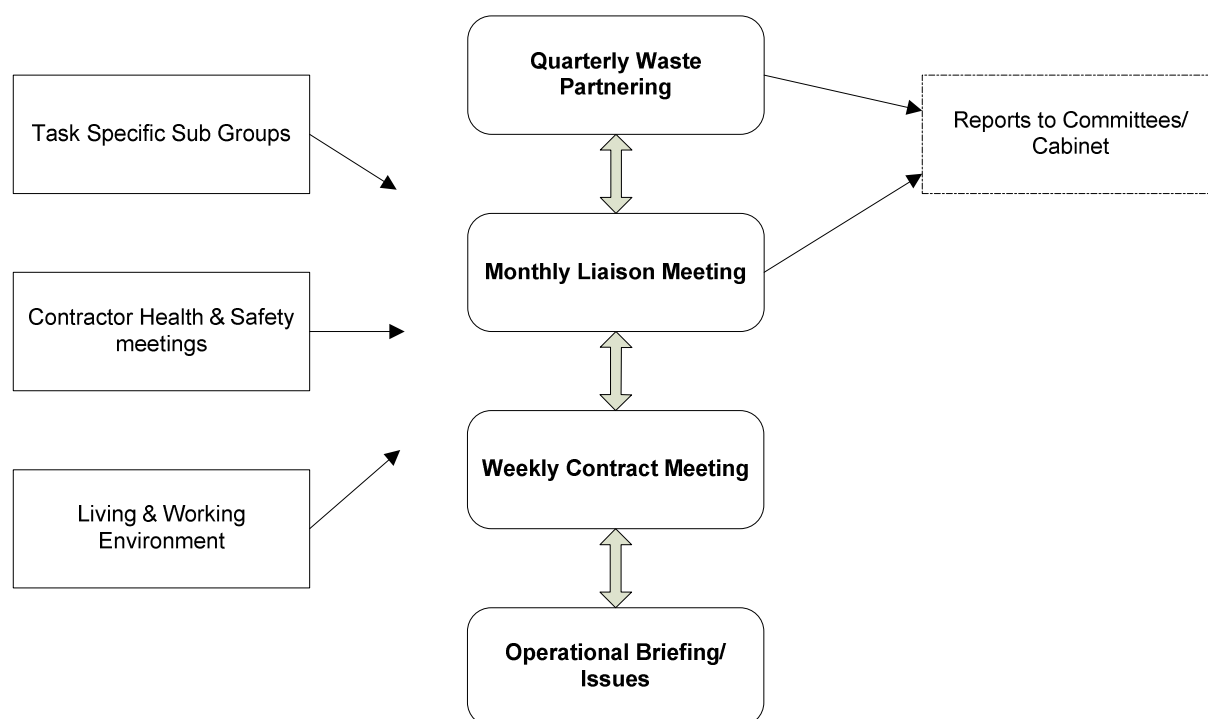 Quarterly Waste
Partnering
Task Specific Sub Groups
Reports to Committees/
Cabinet
Monthly Liaison Meeting
Contractor Health & Safety
meetings
Weekly Contract Meeting
Living & Working
Environment
Operational Briefing/
Issues